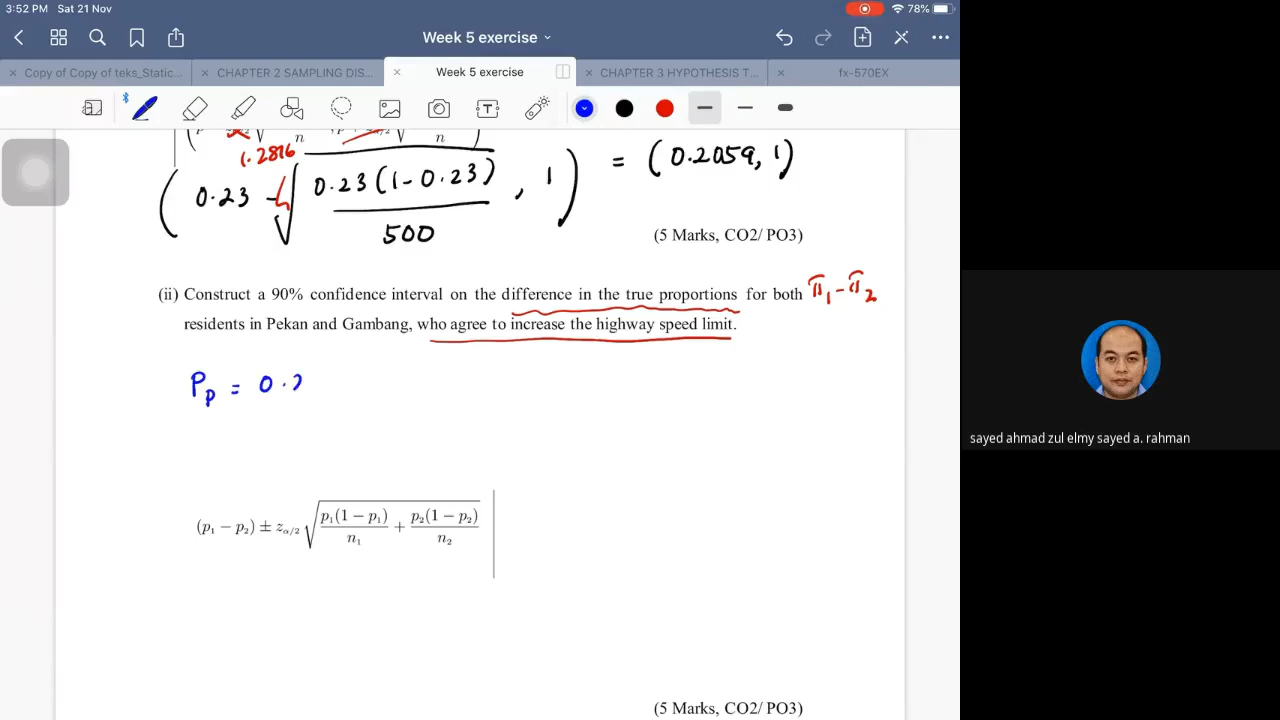 3:52 PM Sat 21 Nov
78%
Week 5 exercise
Copy of Copy of teks_Static...
CHAPTER 2 SAMPLING DIS...
Week 5 exercise
CHAPTER 3 HYPOTHESIS T...
fx-570EX
n
n
1.2816
( 0.23 - √ 0.23(1-0.23) / 500 , 1 ) = (0.2059, 1)
(5 Marks, CO2/ PO3)
(ii) Construct a 90% confidence interval on the difference in the true proportions for both π₁-π₂
residents in Pekan and Gambang, who agree to increase the highway speed limit.
Pp = 0.2
(p₁ − p₂) ± z_α/2 √ p₁(1 − p₁) / n₁ + p₂(1 − p₂) / n₂
(5 Marks, CO2/ PO3)
sayed ahmad zul elmy sayed a. rahman